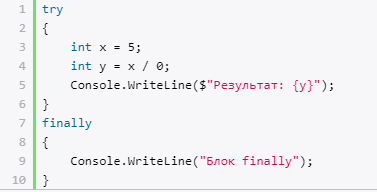 1 try
2 {
3     int x = 5;
4     int y = x / 0;
5     Console.WriteLine($"Результат: {y}");
6 }
7 finally
8 {
9     Console.WriteLine("Блок finally");
10 }